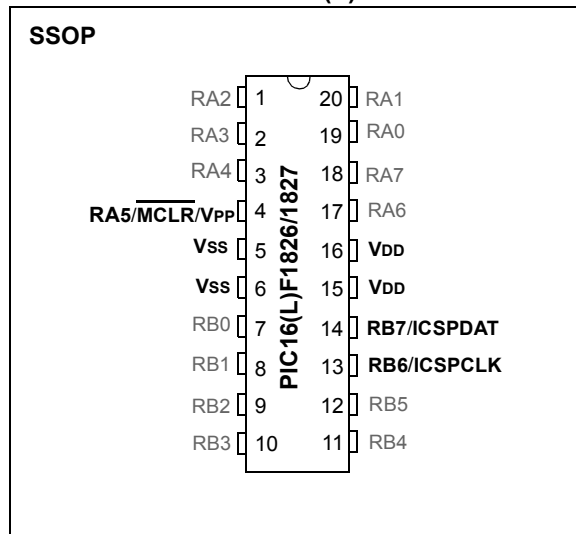 SSOP
RA2 1 20 RA1
RA3 2 19 RA0
RA4 3 18 RA7
RA5/MCLR/VPP 4 17 RA6
VSS 5 16 VDD
VSS 6 15 VDD
RB0 7 14 RB7/ICSPDAT
RB1 8 13 RB6/ICSPCLK
RB2 9 12 RB5
RB3 10 11 RB4
PIC16(L)F1826/1827